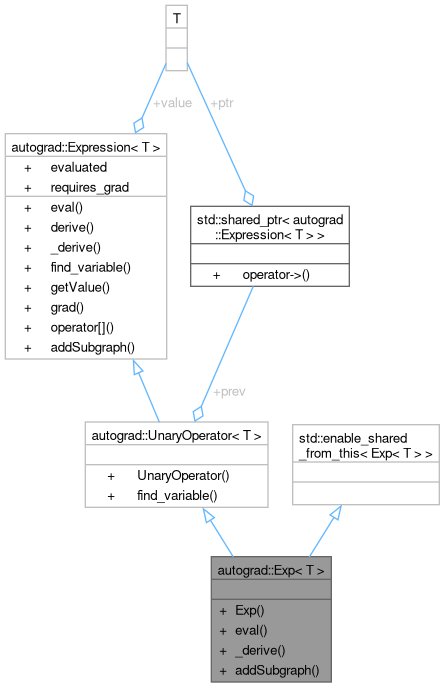 T
+value
+ptr
autograd::Expression< T >
+ evaluated
+ requires_grad
+ eval()
+ derive()
+ _derive()
+ find_variable()
+ getValue()
+ grad()
+ operator[]()
+ addSubgraph()
std::shared_ptr< autograd
::Expression< T > >
+ operator->()
+prev
autograd::UnaryOperator< T >
+ UnaryOperator()
+ find_variable()
std::enable_shared
_from_this< Exp< T > >
autograd::Exp< T >
+ Exp()
+ eval()
+ _derive()
+ addSubgraph()